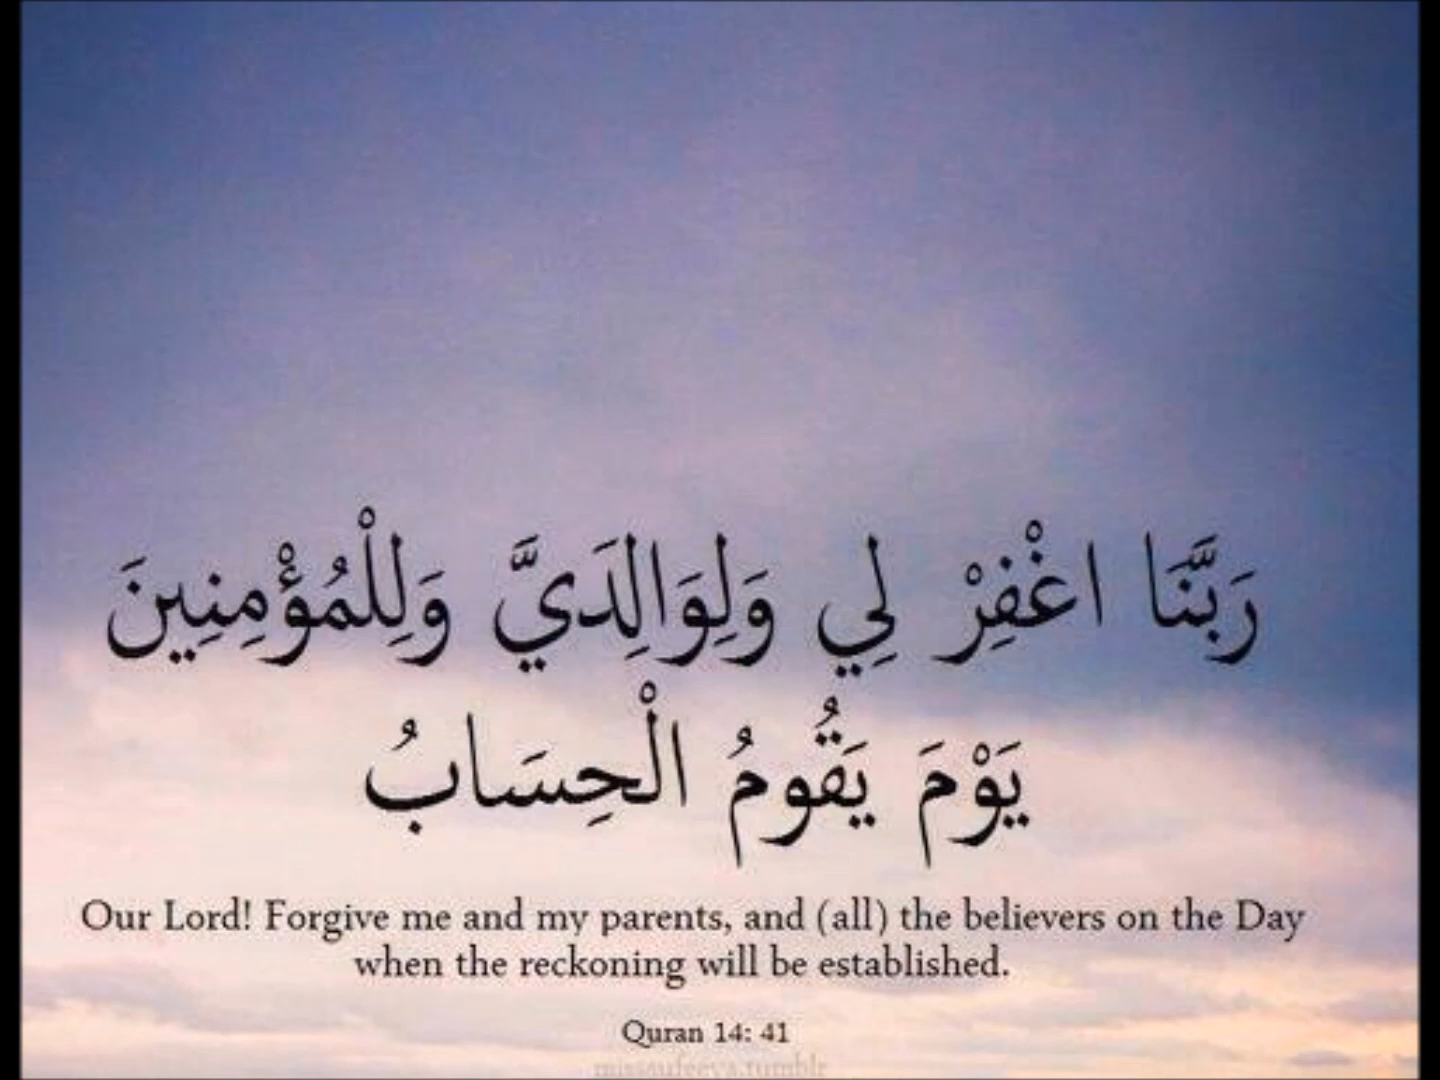 رَبَّنَا اغْفِرْ لِي وَلِوَالِدَيَّ وَلِلْمُؤْمِنِينَ
يَوْمَ يَقُومُ الْحِسَابُ
Our Lord! Forgive me and my parents, and (all) the believers on the Day
when the reckoning will be established.
Quran 14: 41